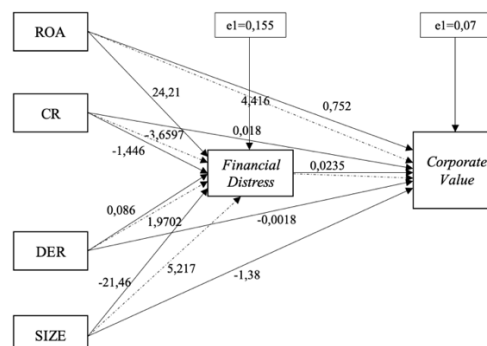 e1=0,155
e1=0,07
ROA
24,21
4,416
0,752
CR
-3,6597
0,018
-1,446
Financial
Distress
0,0235
Corporate
Value
0,086
1,9702
-0,0018
DER
-21,46
5,217
-1,38
SIZE